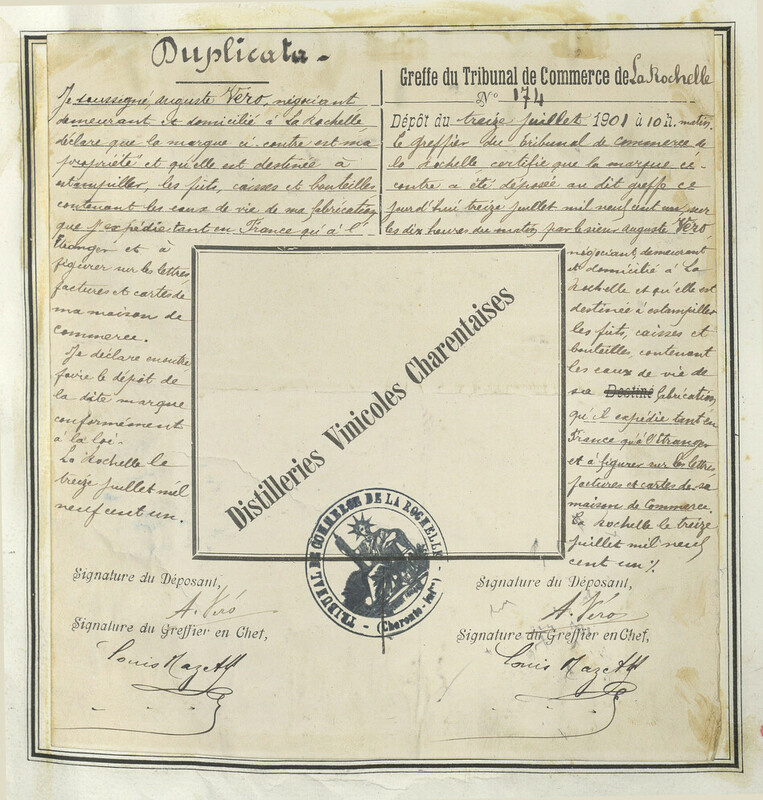 Duplicata -
Je soussigné, auguste Véro, négociant
demeurant et domicilié à La Rochelle,
déclare que la marque ci-contre est ma
propriété et qu'elle est destinée à
estampiller, les fûts, caisses et bouteilles
contenant les eaux de vie de ma fabrication
que j'expédie tant en France qu'à l'-
étranger et à
figurer sur les lettres
factures et cartes de
ma maison de
commerce.
Je déclare en outre,
faire le dépôt de
la dite marque
conformément
à la loi-
La Rochelle le
treize juillet mil
neuf cent un.
Signature du Déposant,
A. Véro
Signature du Greffier en Chef,
Louis
Greffe du Tribunal de Commerce de La Rochelle
No 174
Dépôt du treize juillet 1901 à 10 h. matin.
Le greffier du tribunal de commerce de
la Rochelle certifie que la marque ci-
contre a été déposée au dit greffe ce
jourd'hui treize juillet mil neuf cent un, sur
les dix heures du matin, par le sieur auguste Véro
négociant, demeurant
et domicilié à La
Rochelle et qu'elle est
destinée à estampiller
les fûts, caisses et
bouteille, contenant
les eaux de vie de
sa Destiné fabrication,
qu'il expédie tant en
France qu'à l'étranger
et à figurer sur les lettres
factures et cartes de sa
maison de Commerce.
La Rochelle le treize
juillet mil neuf
cent un %.
Signature du Déposant,
A. Véro
Signature du Greffier en Chef,
Louis
Distilleries Vinicoles Charentaises
TRIBUNAL DE COMMERCE DE LA ROCHELLE
- (Charente-Infre) -